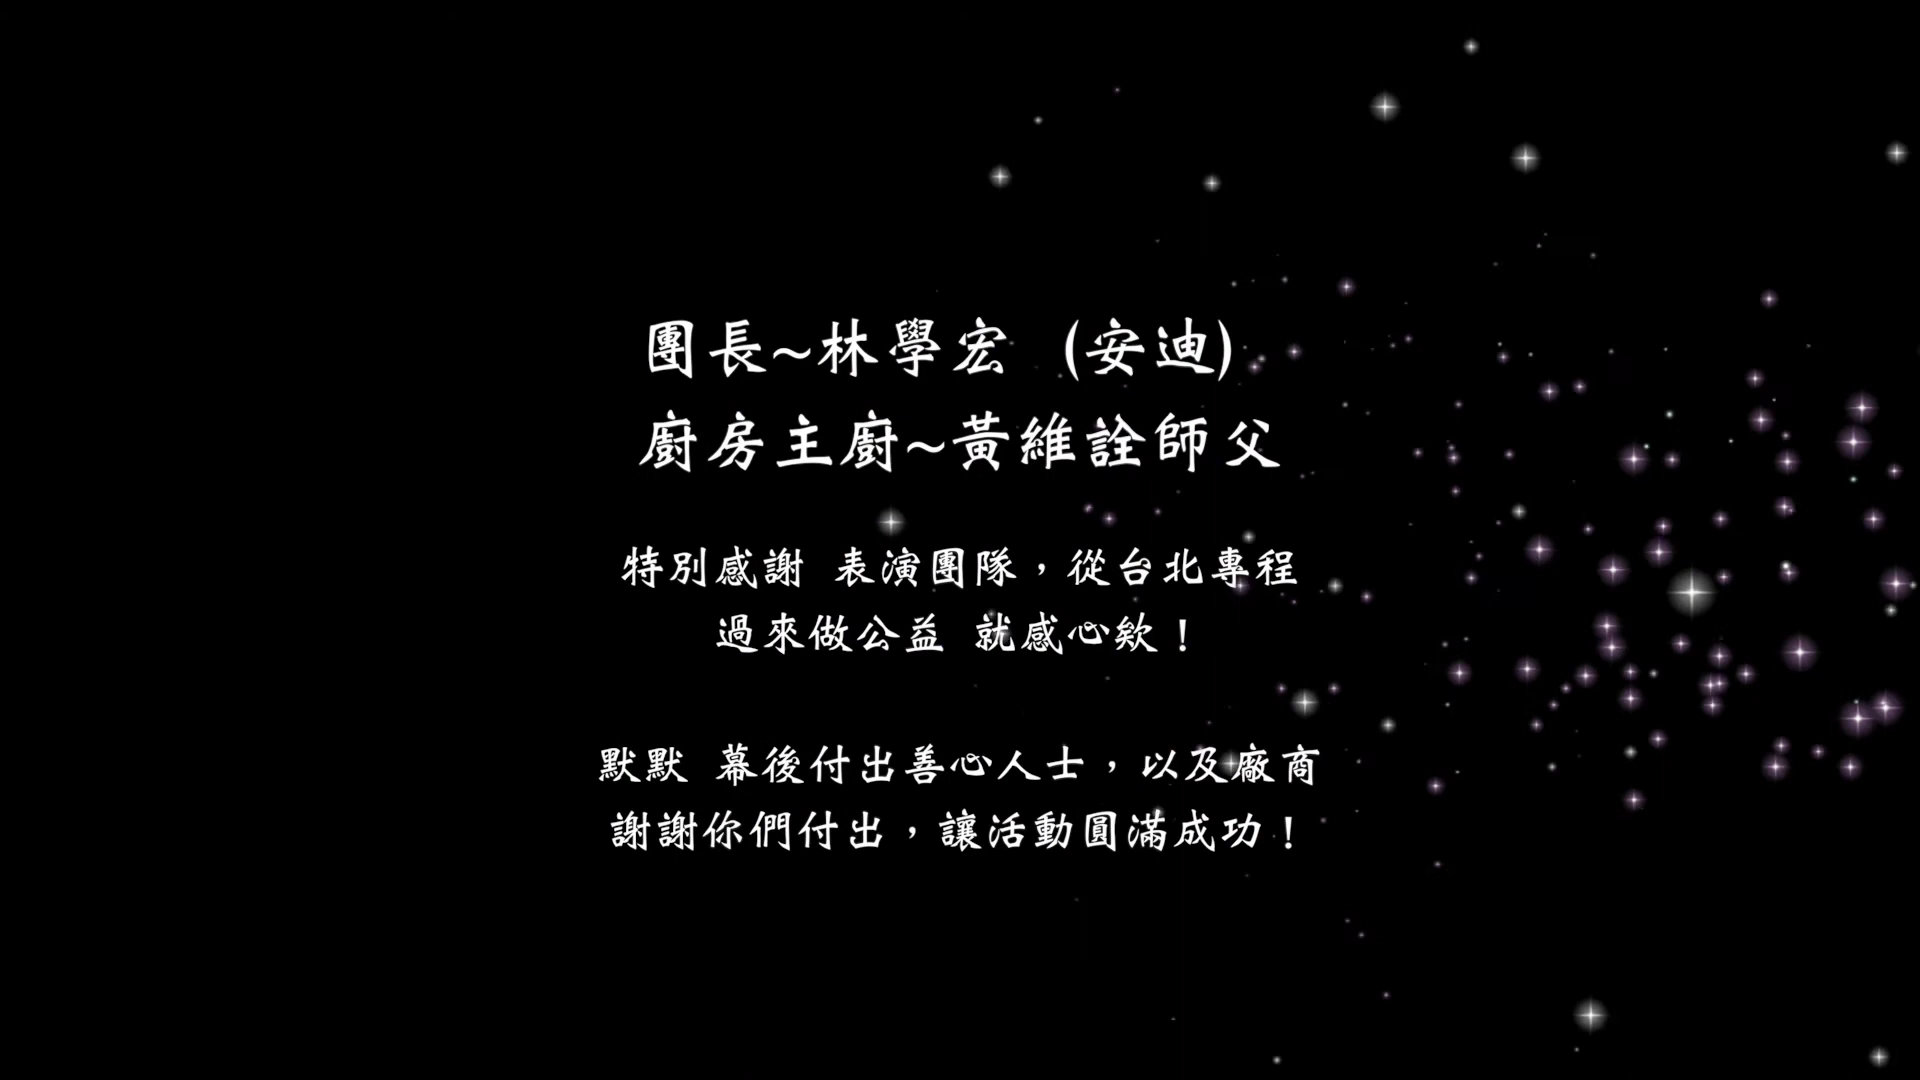 團長~林學宏 (安迪)
廚房主廚~黃維詮師父
特別感謝 表演團隊，從台北專程
過來做公益 就感心欸！
默默 幕後付出善心人士，以及廠商
謝謝你們付出，讓活動圓滿成功！